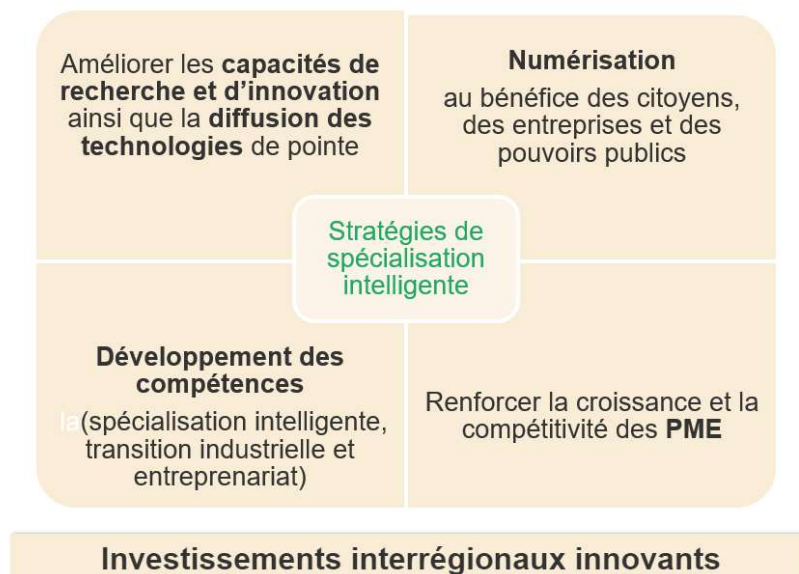 Améliorer les capacités de
recherche et d’innovation
ainsi que la diffusion des
technologies de pointe
Numérisation
au bénéfice des citoyens,
des entreprises et des
pouvoirs publics
Stratégies de
spécialisation
intelligente
Développement des
compétences
la(spécialisation intelligente,
transition industrielle et
entreprenariat)
Renforcer la croissance et la
compétitivité des PME
Investissements interrégionaux innovants